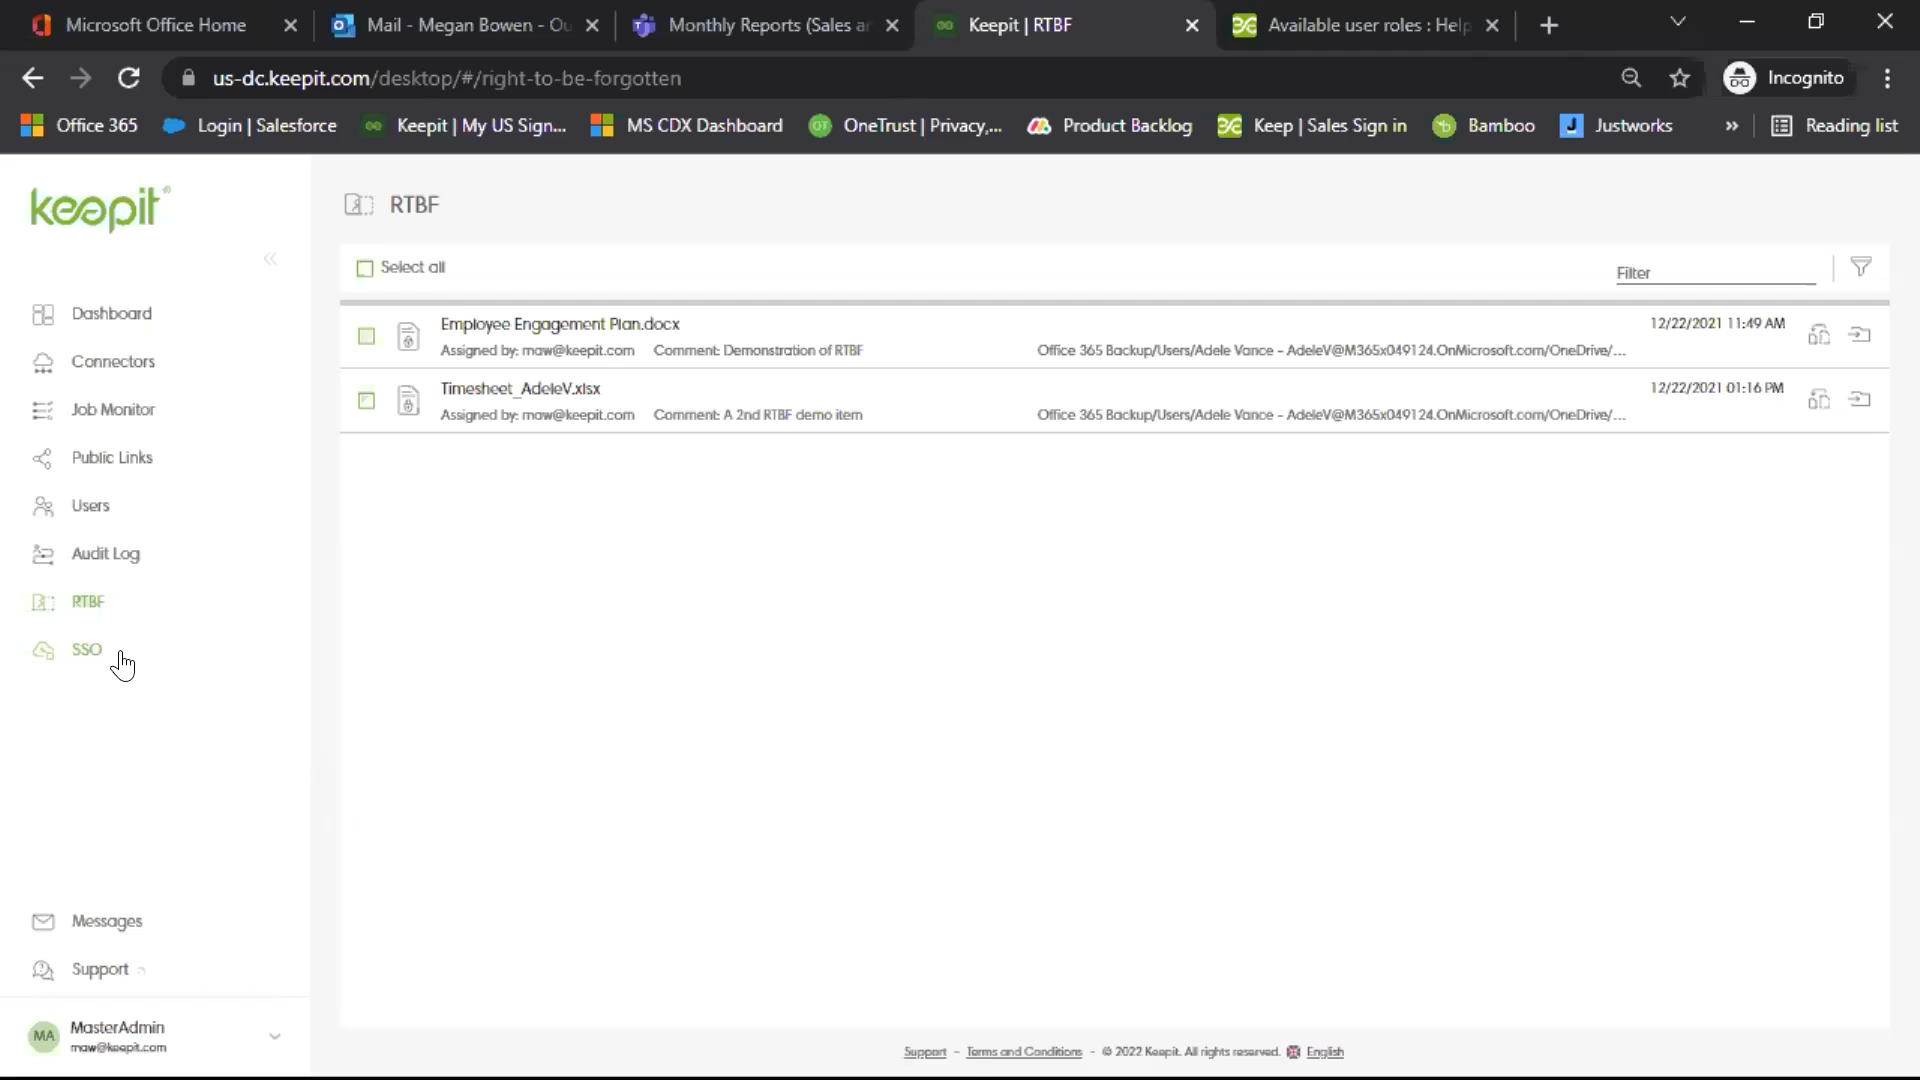 Microsoft Office Home
Mail - Megan Bowen - Ou
Monthly Reports (Sales ar
Keepit | RTBF
Available user roles : Help
us-dc.keepit.com/desktop/#/right-to-be-forgotten
Incognito
Office 365
Login | Salesforce
Keepit | My US Sign...
MS CDX Dashboard
OneTrust | Privacy,...
Product Backlog
Keep | Sales Sign in
Bamboo
Justworks
»
Reading list
keepit
RTBF
Select all
Filter
Dashboard
Connectors
Job Monitor
Public Links
Users
Audit Log
RTBF
SSO
Employee Engagement Plan.docx
12/22/2021 11:49 AM
Assigned by: maw@keepit.com Comment: Demonstration of RTBF
Office 365 Backup/Users/Adele Vance - AdeleV@M365x049124.OnMicrosoft.com/OneDrive/...
Timesheet_AdeleV.xlsx
12/22/2021 01:16 PM
Assigned by: maw@keepit.com Comment: A 2nd RTBF demo item
Office 365 Backup/Users/Adele Vance - AdeleV@M365x049124.OnMicrosoft.com/OneDrive/...
Messages
Support
MA
MasterAdmin
maw@keepit.com
Support - Terms and Conditions - © 2022 Keepit. All rights reserved. English